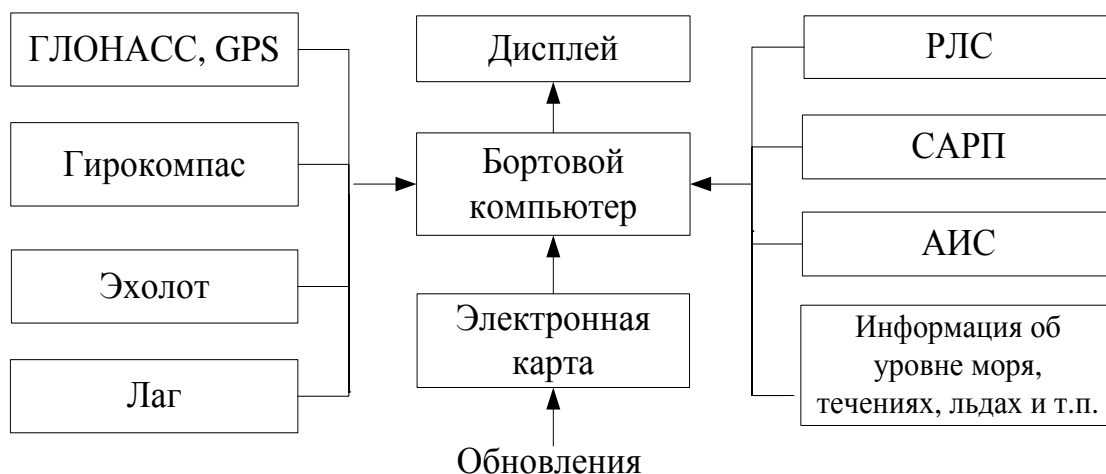 ГЛОНАСС, GPS
Гирокомпас
Эхолот
Лаг
Дисплей
Бортовой
компьютер
Электронная
карта
Обновления
РЛС
САРП
АИС
Информация об
уровне моря,
течениях, льдах и т.п.